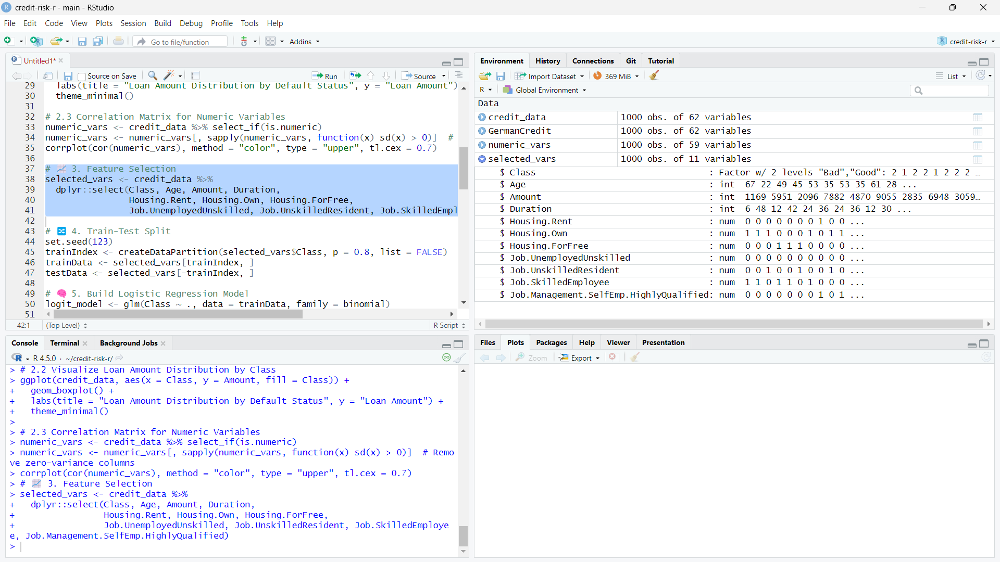 credit-risk-r - main - RStudio
File Edit Code View Plots Session Build Debug Profile Tools Help
Go to file/function Addins credit-risk-r
Untitled1*
Source on Save Run Source
29 labs(title = "Loan Amount Distribution by Default Status", y = "Loan Amount")
30 theme_minimal()
31
32 # 2.3 Correlation Matrix for Numeric Variables
33 numeric_vars <- credit_data %>% select_if(is.numeric)
34 numeric_vars <- numeric_vars[, sapply(numeric_vars, function(x) sd(x) > 0)] #
35 corrplot(cor(numeric_vars), method = "color", type = "upper", tl.cex = 0.7)
36
37 # 📈 3. Feature Selection
38 selected_vars <- credit_data %>%
39 dplyr::select(Class, Age, Amount, Duration,
40 Housing.Rent, Housing.Own, Housing.ForFree,
41 Job.UnemployedUnskilled, Job.UnskilledResident, Job.SkilledEmpl
42
43 # 🔀 4. Train-Test Split
44 set.seed(123)
45 trainIndex <- createDataPartition(selected_vars$Class, p = 0.8, list = FALSE)
46 trainData <- selected_vars[trainIndex, ]
47 testData <- selected_vars[-trainIndex, ]
48
49 # 🧠 5. Build Logistic Regression Model
50 logit_model <- glm(Class ~ ., data = trainData, family = binomial)
51
42:1 (Top Level) R Script
Console Terminal Background Jobs
R 4.5.0 · ~/credit-risk-r/
> # 2.2 Visualize Loan Amount Distribution by Class
> ggplot(credit_data, aes(x = Class, y = Amount, fill = Class)) +
+ geom_boxplot() +
+ labs(title = "Loan Amount Distribution by Default Status", y = "Loan Amount") +
+ theme_minimal()
>
> # 2.3 Correlation Matrix for Numeric Variables
> numeric_vars <- credit_data %>% select_if(is.numeric)
> numeric_vars <- numeric_vars[, sapply(numeric_vars, function(x) sd(x) > 0)] # Remo
ve zero-variance columns
> corrplot(cor(numeric_vars), method = "color", type = "upper", tl.cex = 0.7)
> # 📈 3. Feature Selection
> selected_vars <- credit_data %>%
+ dplyr::select(Class, Age, Amount, Duration,
+ Housing.Rent, Housing.Own, Housing.ForFree,
+ Job.UnemployedUnskilled, Job.UnskilledResident, Job.SkilledEmploye
e, Job.Management.SelfEmp.HighlyQualified)
>
Environment History Connections Git Tutorial
Import Dataset 369 MiB List
R Global Environment
Data
credit_data 1000 obs. of 62 variables
GermanCredit 1000 obs. of 62 variables
numeric_vars 1000 obs. of 59 variables
selected_vars 1000 obs. of 11 variables
$ Class : Factor w/ 2 levels "Bad","Good": 2 1 2 2 1 2 2 2 ...
$ Age : int 67 22 49 45 53 35 53 35 61 28 ...
$ Amount : int 1169 5951 2096 7882 4870 9055 2835 6948 3059...
$ Duration : int 6 48 12 42 24 36 24 36 12 30 ...
$ Housing.Rent : num 0 0 0 0 0 0 0 1 0 0 ...
$ Housing.Own : num 1 1 1 0 0 0 1 0 1 1 ...
$ Housing.ForFree : num 0 0 0 1 1 1 0 0 0 0 ...
$ Job.UnemployedUnskilled : num 0 0 0 0 0 0 0 0 0 0 ...
$ Job.UnskilledResident : num 0 0 1 0 0 1 0 0 1 0 ...
$ Job.SkilledEmployee : num 1 1 0 1 1 0 1 0 0 0 ...
$ Job.Management.SelfEmp.HighlyQualified: num 0 0 0 0 0 0 0 1 0 1 ...
Files Plots Packages Help Viewer Presentation
Zoom Export